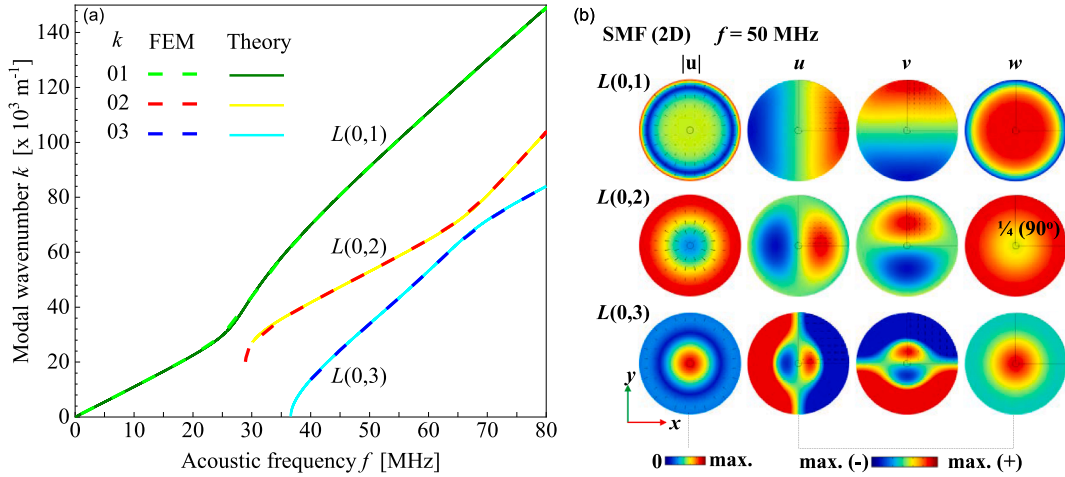 (a)
k FEM Theory
01
02
03
L(0,1)
L(0,2)
L(0,3)
Modal wavenumber k [x 10³ m⁻¹]
140
120
100
80
60
40
20
0
0 10 20 30 40 50 60 70 80
Acoustic frequency f [MHz]
(b)
SMF (2D) f = 50 MHz
|u| u v w
L(0,1)
L(0,2)
¼ (90º)
L(0,3)
y
x
0 max. max. (-) max. (+)